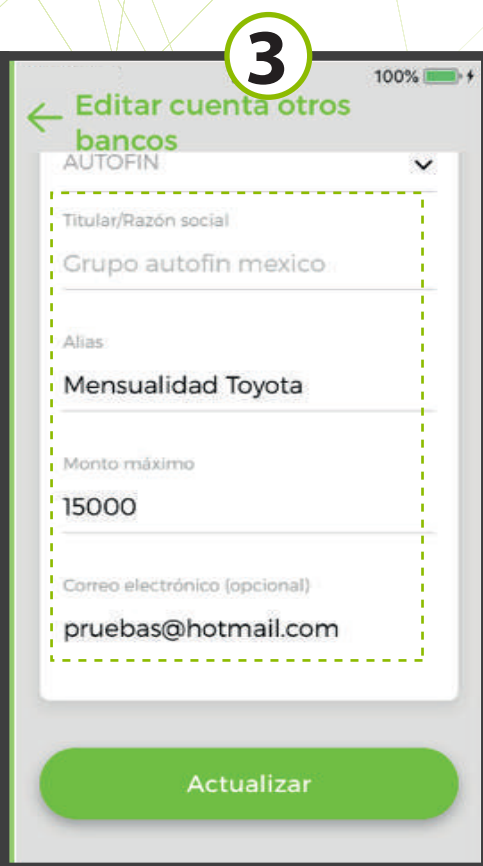 3
100%
Editar cuenta otros
bancos
AUTOFIN
Titular/Razón social
Grupo autofin mexico
Alias
Mensualidad Toyota
Monto máximo
15000
Correo electrónico (opcional)
pruebas@hotmail.com
Actualizar